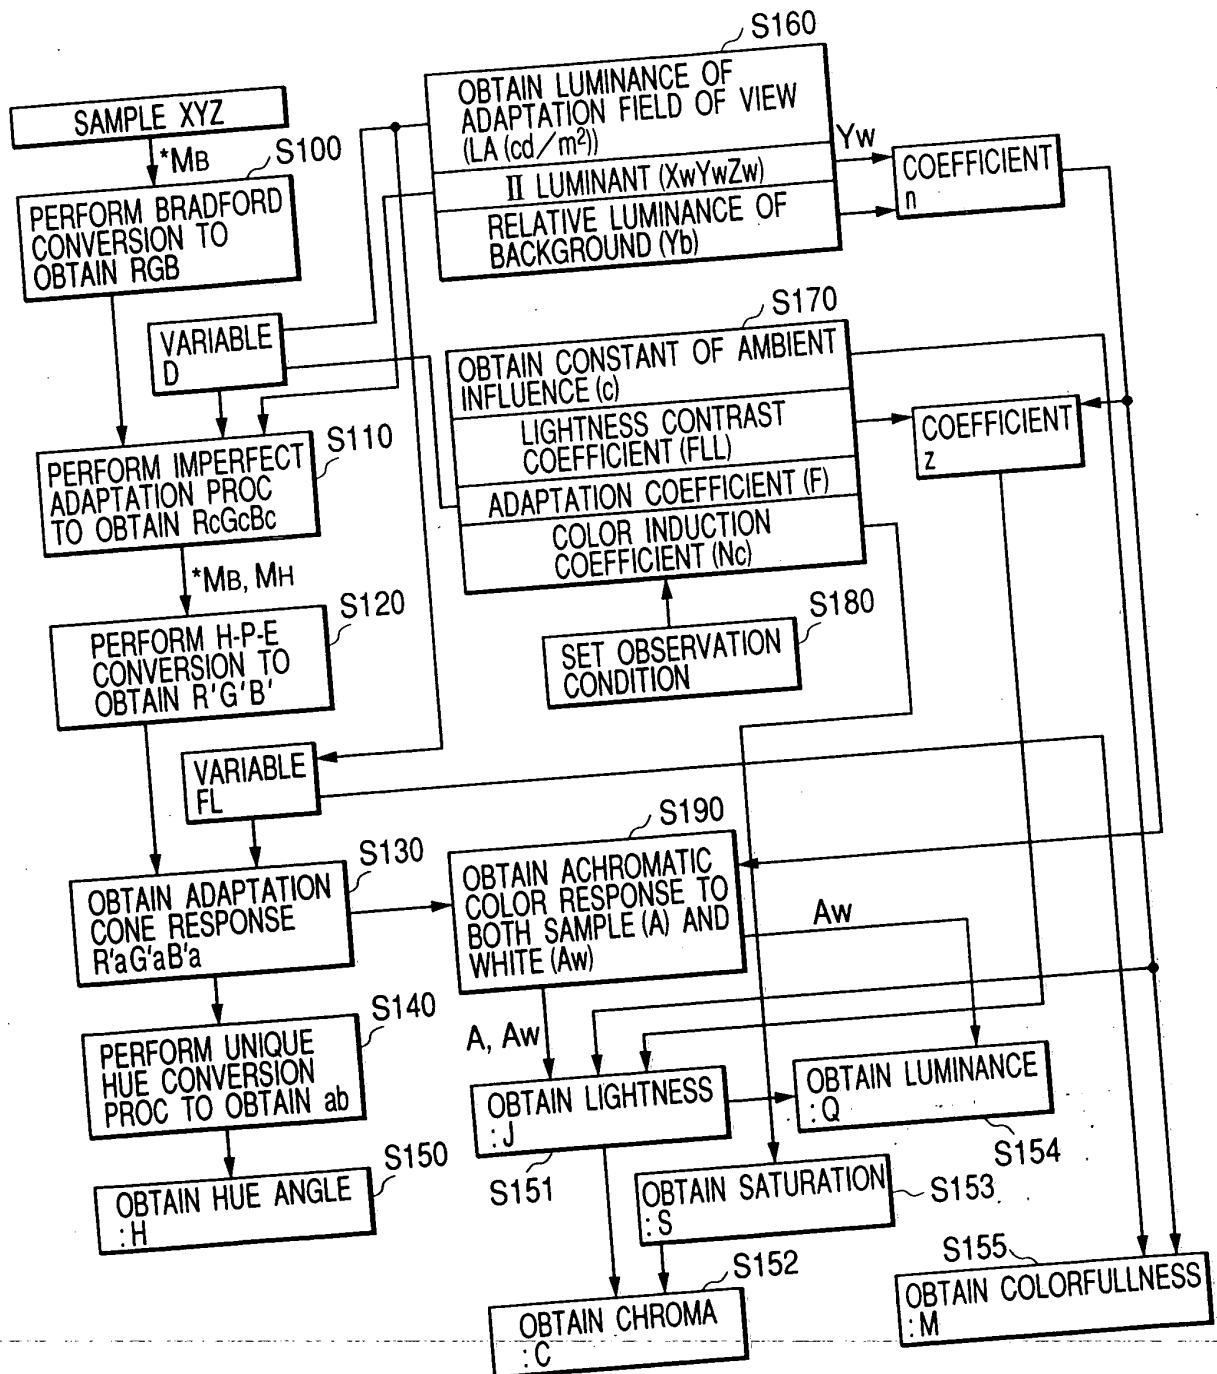 SAMPLE XYZ
*MB
S100
PERFORM BRADFORD
CONVERSION TO
OBTAIN RGB
VARIABLE
D
S110
PERFORM IMPERFECT
ADAPTATION PROC
TO OBTAIN RcGcBc
*MB, MH
S120
PERFORM H-P-E
CONVERSION TO
OBTAIN R'G'B'
VARIABLE
FL
S130
OBTAIN ADAPTATION
CONE RESPONSE
R'aG'aB'a
S140
PERFORM UNIQUE
HUE CONVERSION
PROC TO OBTAIN ab
S150
OBTAIN HUE ANGLE
: H
S160
OBTAIN LUMINANCE OF
ADAPTATION FIELD OF VIEW
(LA (cd/m²))
II LUMINANT (XwYwZw)
RELATIVE LUMINANCE OF
BACKGROUND (Yb)
Yw
COEFFICIENT
n
S170
OBTAIN CONSTANT OF AMBIENT
INFLUENCE (c)
LIGHTNESS CONTRAST
COEFFICIENT (FLL)
ADAPTATION COEFFICIENT (F)
COLOR INDUCTION
COEFFICIENT (Nc)
COEFFICIENT
z
S180
SET OBSERVATION
CONDITION
S190
OBTAIN ACHROMATIC
COLOR RESPONSE TO
BOTH SAMPLE (A) AND
WHITE (Aw)
Aw
A, Aw
OBTAIN LIGHTNESS
: J
S151
OBTAIN LUMINANCE
: Q
S154
OBTAIN SATURATION
: S
S153
S152
OBTAIN CHROMA
: C
S155
OBTAIN COLORFULLNESS
: M